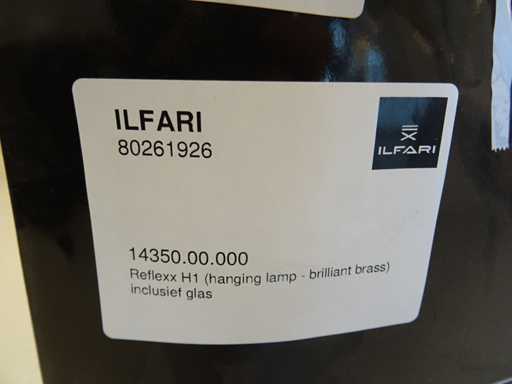 ILFARI
80261926
ILFARI
14350.00.000
Reflexx H1 (hanging lamp - brilliant brass)
inclusief glas